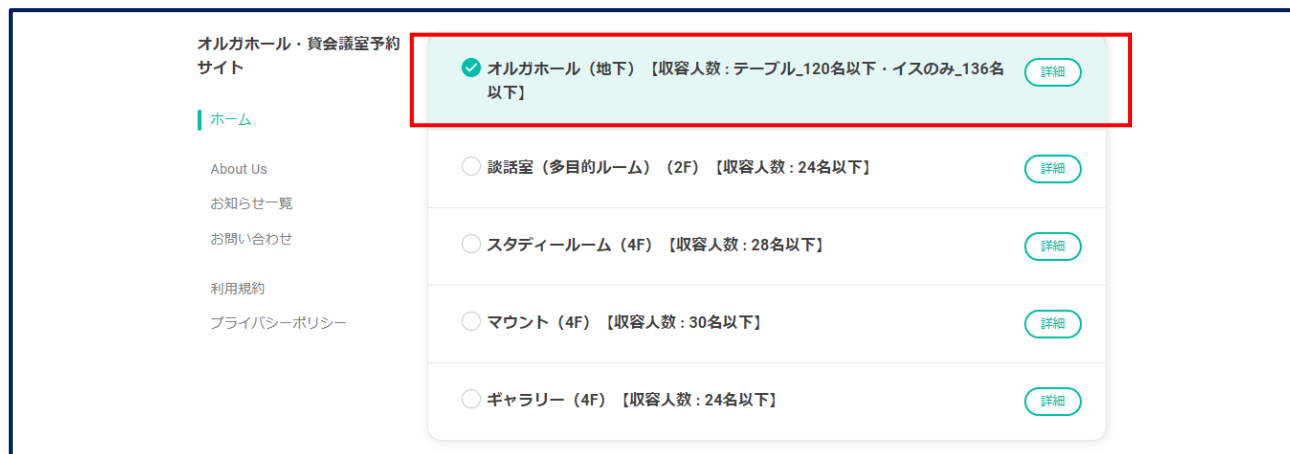 オルガホール・貸会議室予約
サイト
ホーム
About Us
お知らせ一覧
お問い合わせ
利用規約
プライバシーポリシー
オルガホール（地下）【収容人数 : テーブル_120名以下・イスのみ_136名
以下】
詳細
談話室（多目的ルーム）（2F）【収容人数 : 24名以下】
詳細
スタディールーム（4F）【収容人数 : 28名以下】
詳細
マウント（4F）【収容人数 : 30名以下】
詳細
ギャラリー（4F）【収容人数 : 24名以下】
詳細